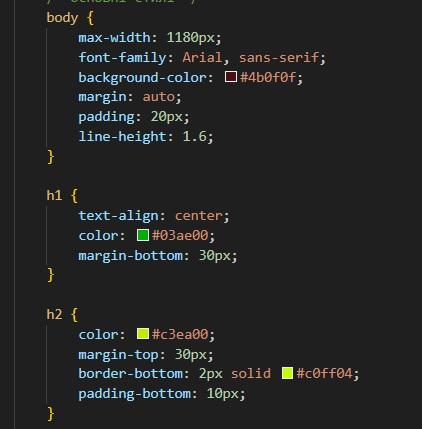 body {
max-width: 1180px;
font-family: Arial, sans-serif;
background-color: #4b0f0f;
margin: auto;
padding: 20px;
line-height: 1.6;
}
h1 {
text-align: center;
color: #03ae00;
margin-bottom: 30px;
}
h2 {
color: #c3ea00;
margin-top: 30px;
border-bottom: 2px solid #c0ff04;
padding-bottom: 10px;
}